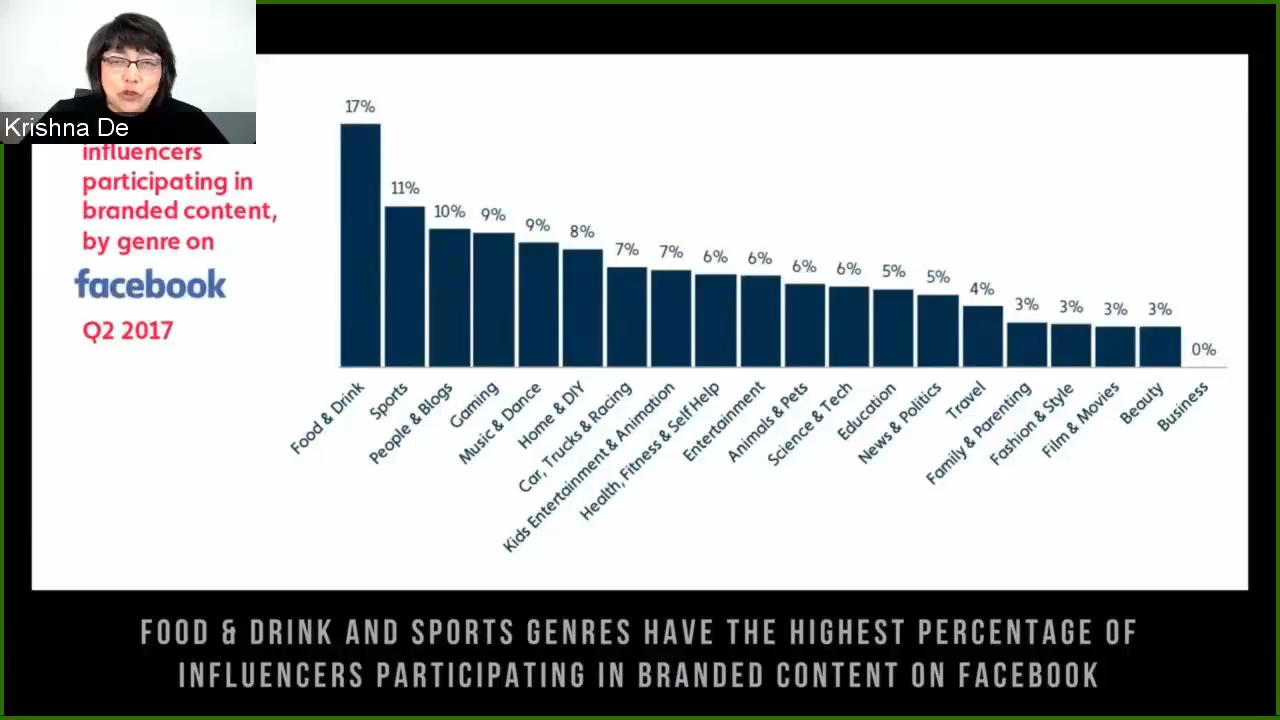 Krishna De
influencers
participating in
branded content,
by genre on
facebook
Q2 2017
17%
11%
10%
9%
9%
8%
7%
7%
6%
6%
6%
6%
5%
5%
4%
3%
3%
3%
3%
0%
Food & Drink
Sports
People & Blogs
Gaming
Music & Dance
Home & DIY
Car, Trucks & Racing
Kids Entertainment & Animation
Health, Fitness & Self Help
Entertainment
Animals & Pets
Science & Tech
Education
News & Politics
Travel
Family & Parenting
Fashion & Style
Film & Movies
Beauty
Business
FOOD & DRINK AND SPORTS GENRES HAVE THE HIGHEST PERCENTAGE OF
INFLUENCERS PARTICIPATING IN BRANDED CONTENT ON FACEBOOK